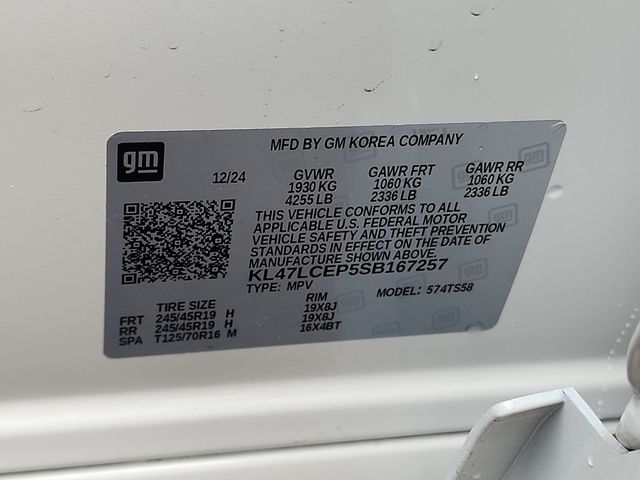 MFD BY GM KOREA COMPANY
gm
12/24
GVWR GAWR FRT GAWR RR
1930 KG 1060 KG 1060 KG
4255 LB 2336 LB 2336 LB
THIS VEHICLE CONFORMS TO ALL
APPLICABLE U.S. FEDERAL MOTOR
VEHICLE SAFETY AND THEFT PREVENTION
STANDARDS IN EFFECT ON THE DATE OF
MANUFACTURE SHOWN ABOVE.
KL47LCEP5SB167257
TYPE: MPV MODEL: 574TS58
TIRE SIZE RIM
FRT 245/45R19 H 19X8J
RR 245/45R19 H 19X8J
SPA T125/70R16 M 16X4BT